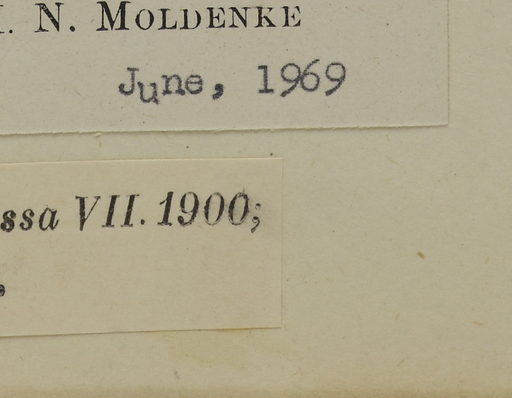 N. MOLDENKE
June, 1969
ssa VII. 1900;